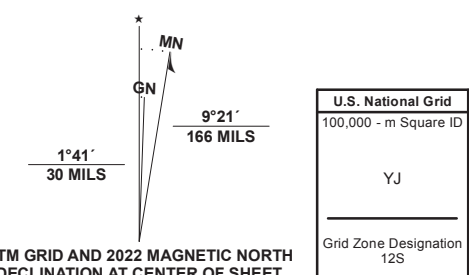 ★
MN
GN
9°21´
166 MILS
1°41´
30 MILS
TM GRID AND 2022 MAGNETIC NORTH
DECLINATION AT CENTER OF SHEET
U.S. National Grid
100,000 - m Square ID
YJ
Grid Zone Designation
12S